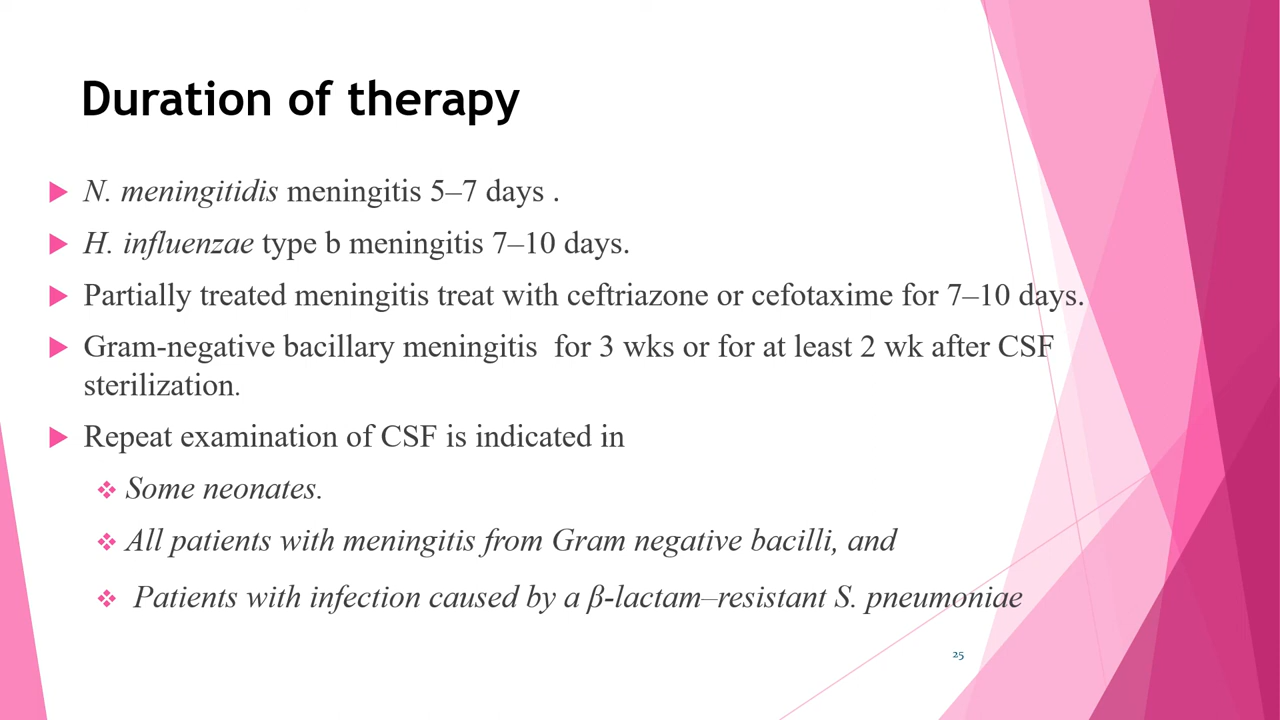 Duration of therapy
N. meningitidis meningitis 5–7 days .
H. influenzae type b meningitis 7–10 days.
Partially treated meningitis treat with ceftriazone or cefotaxime for 7–10 days.
Gram-negative bacillary meningitis  for 3 wks or for at least 2 wk after CSF
sterilization.
Repeat examination of CSF is indicated in
Some neonates.
All patients with meningitis from Gram negative bacilli, and
Patients with infection caused by a β-lactam–resistant S. pneumoniae
25